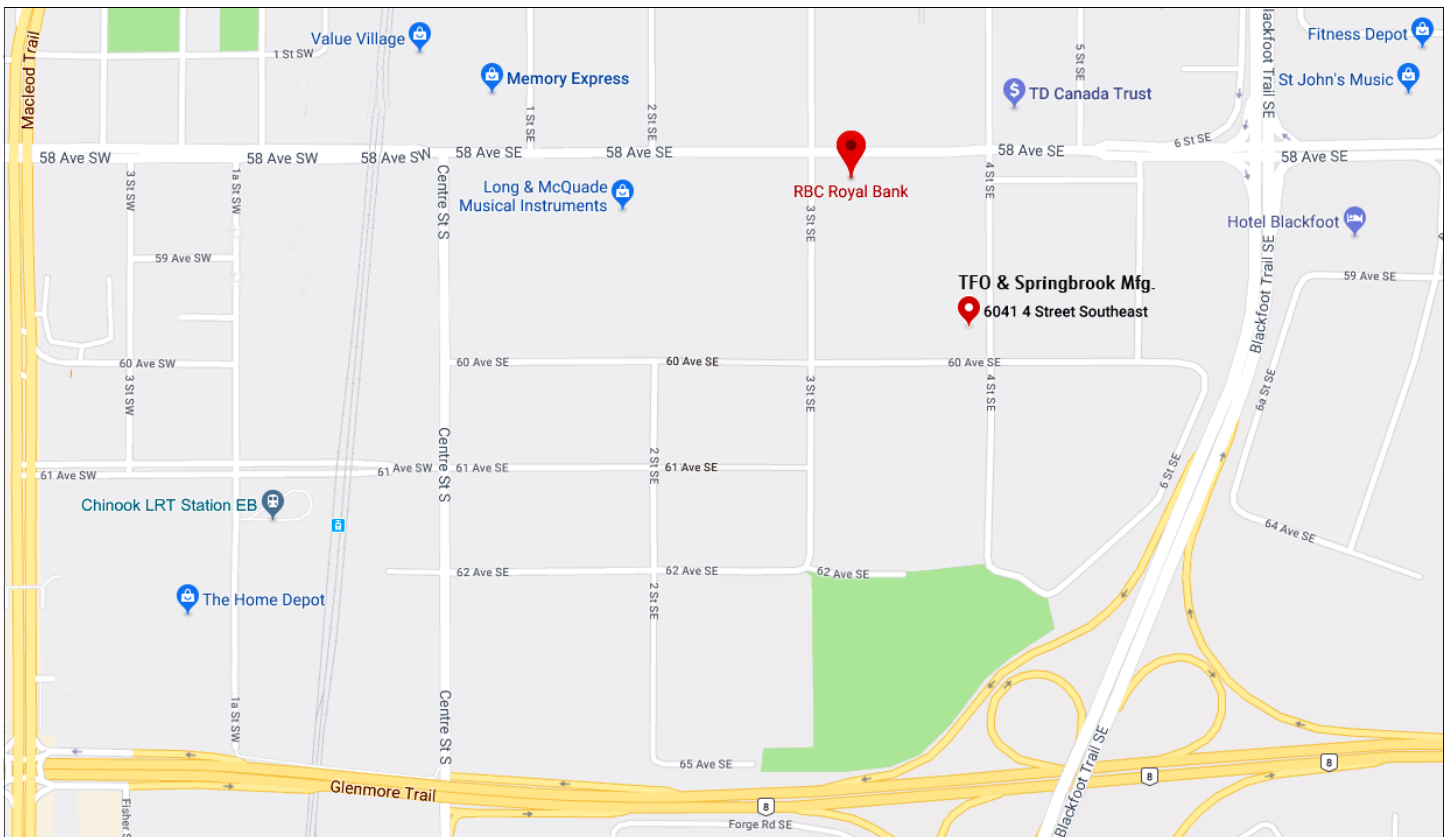 Macleod Trail
1 St SW
Value Village
Memory Express
1 St SE
2 St SE
TD Canada Trust
5 St SE
6 St SE
lackfoot Trail SE
Fitness Depot
St John's Music
58 Ave SW
58 Ave SW
58 Ave SW
58 Ave SE
58 Ave SE
58 Ave SE
58 Ave SE
RBC Royal Bank
Long & McQuade
Musical Instruments
3 St SW
1a St SW
Centre St S
3 St SE
4 St SE
Hotel Blackfoot
Blackfoot Trail SE
59 Ave SW
59 Ave SE
TFO & Springbrook Mfg.
6041 4 Street Southeast
60 Ave SW
60 Ave SE
60 Ave SE
60 Ave SE
3 St SW
3 St SE
4 St SE
6a St SE
Blackfoot Trail SE
61 Ave SW
61 Ave SW
61 Ave SE
61 Ave SE
Centre St S
2 St SE
6 St SE
Chinook LRT Station EB
64 Ave SE
62 Ave SE
62 Ave SE
62 Ave SE
2 St SE
The Home Depot
1a St SW
Centre St S
65 Ave SE
Glenmore Trail
8
8
8
Forge Rd SE
Fisher S
Blackfoot Trail SE